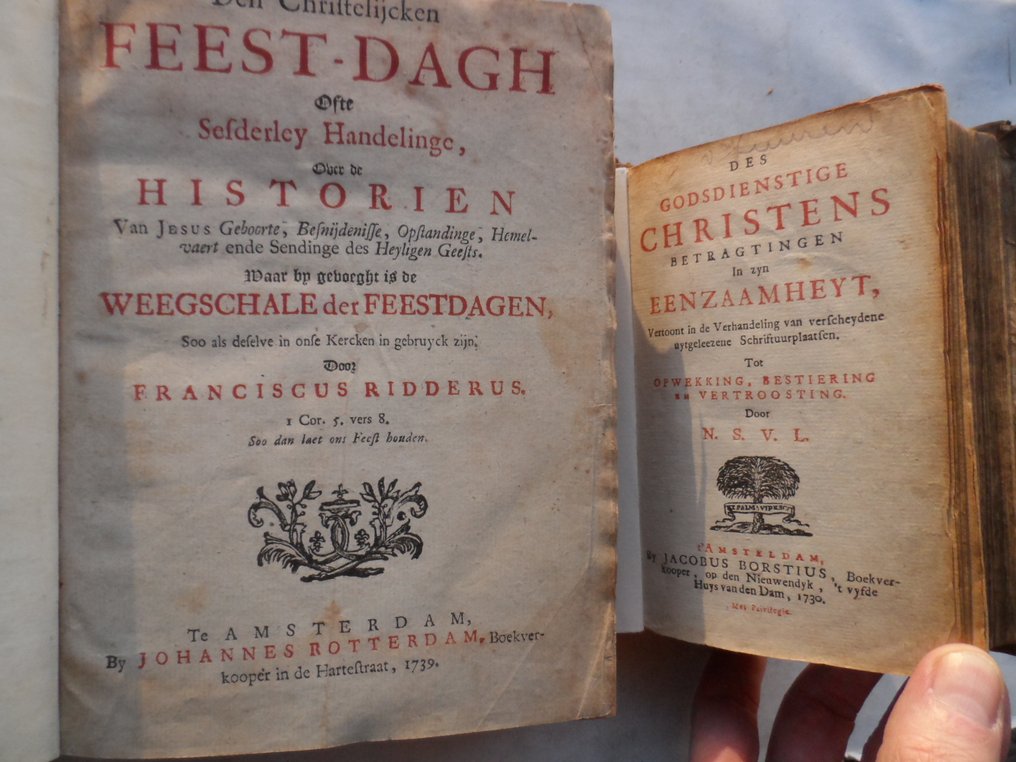 Den Christelijcken
FEEST-DAGH
Ofte
Sesderley Handelinge,
Over de
HISTORIEN
Van JESUS Geboorte, Besnijdenisse, Opstandinge, Hemel-
vaert ende Sendinge des Heyligen Geests.
Waar by gevoeght is de
WEEGSCHALE der FEESTDAGEN,
Soo als deselve in onse Kercken in gebruyck zijn.
Door
FRANCISCUS RIDDERUS.
1 Cor. 5. vers 8.
Soo dan laet ons Feest houden.
Te AMSTERDAM,
By JOHANNES ROTTERDAM, Boekver-
kooper in de Hartestraat, 1739.
DES
GODSDIENSTIGE
CHRISTENS
BETRAGTINGEN
In zyn
EENZAAMHEYT,
Vertoont in de Verhandeling van verscheydene
uytgeleezene Schriftuurplaatsen.
Tot
OPWEKKING, BESTIERING
EN VERTROOSTING.
Door
N. S. V. L.
t'AMSTELDAM,
By JACOBUS BORSTIUS, Boekver-
kooper, op den Nieuwendyk, 't vyfde
Huys van den Dam, 1730.
Met Privilegie.